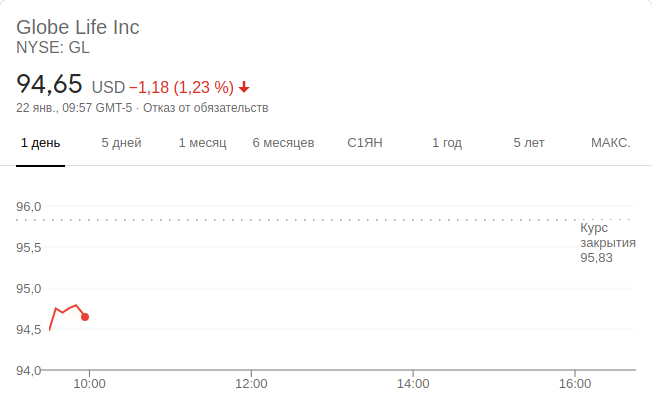 Globe Life Inc
NYSE: GL
94,65 USD −1,18 (1,23 %)
22 янв., 09:57 GMT-5 · Отказ от обязательств
1 день 5 дней 1 месяц 6 месяцев С1ЯН 1 год 5 лет МАКС.
96,0
Курс
закрытия
95,83
95,5
95,0
94,5
94,0
10:00 12:00 14:00 16:00